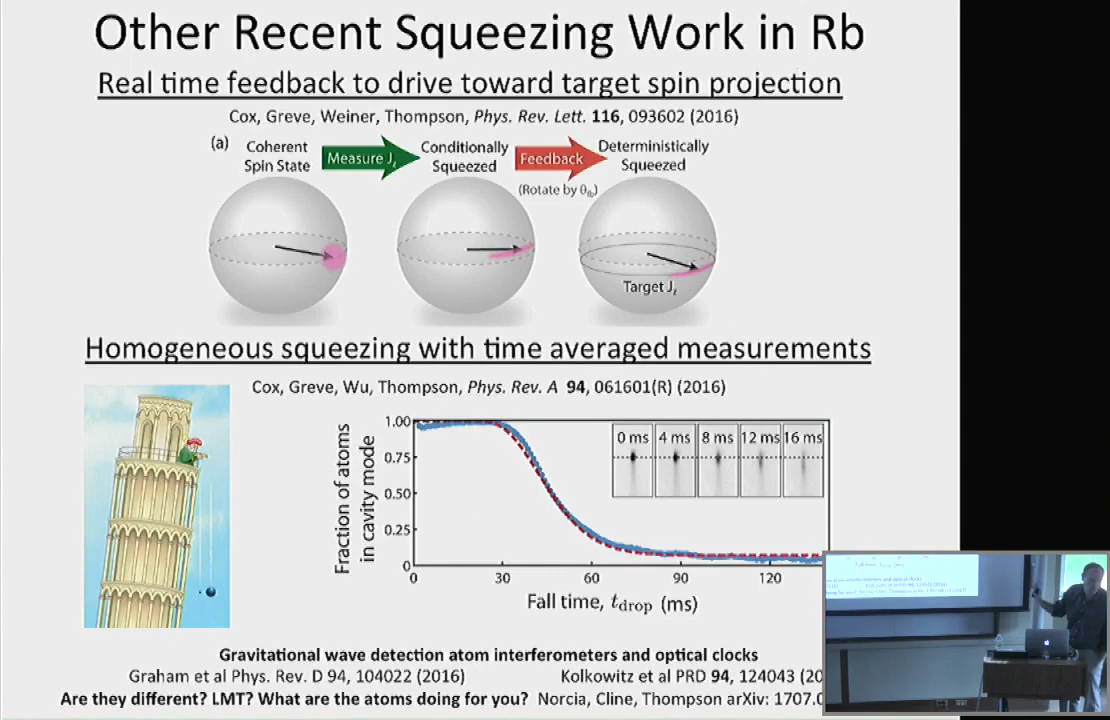 Other Recent Squeezing Work in Rb
Real time feedback to drive toward target spin projection
Cox, Greve, Weiner, Thompson, Phys. Rev. Lett. 116, 093602 (2016)
(a)
Coherent Spin State
Measure Jz
Conditionally Squeezed
Feedback
(Rotate by θfb)
Deterministically Squeezed
Target Jz
Homogeneous squeezing with time averaged measurements
Cox, Greve, Wu, Thompson, Phys. Rev. A 94, 061601(R) (2016)
Fraction of atoms in cavity mode
1.00
0.75
0.50
0.25
0
0 ms 4 ms 8 ms 12 ms 16 ms
0 30 60 90 120
Fall time, tdrop (ms)
Gravitational wave detection atom interferometers and optical clocks
Graham et al Phys. Rev. D 94, 104022 (2016) Kolkowitz et al PRD 94, 124043 (20
Are they different? LMT? What are the atoms doing for you? Norcia, Cline, Thompson arXiv: 1707.0